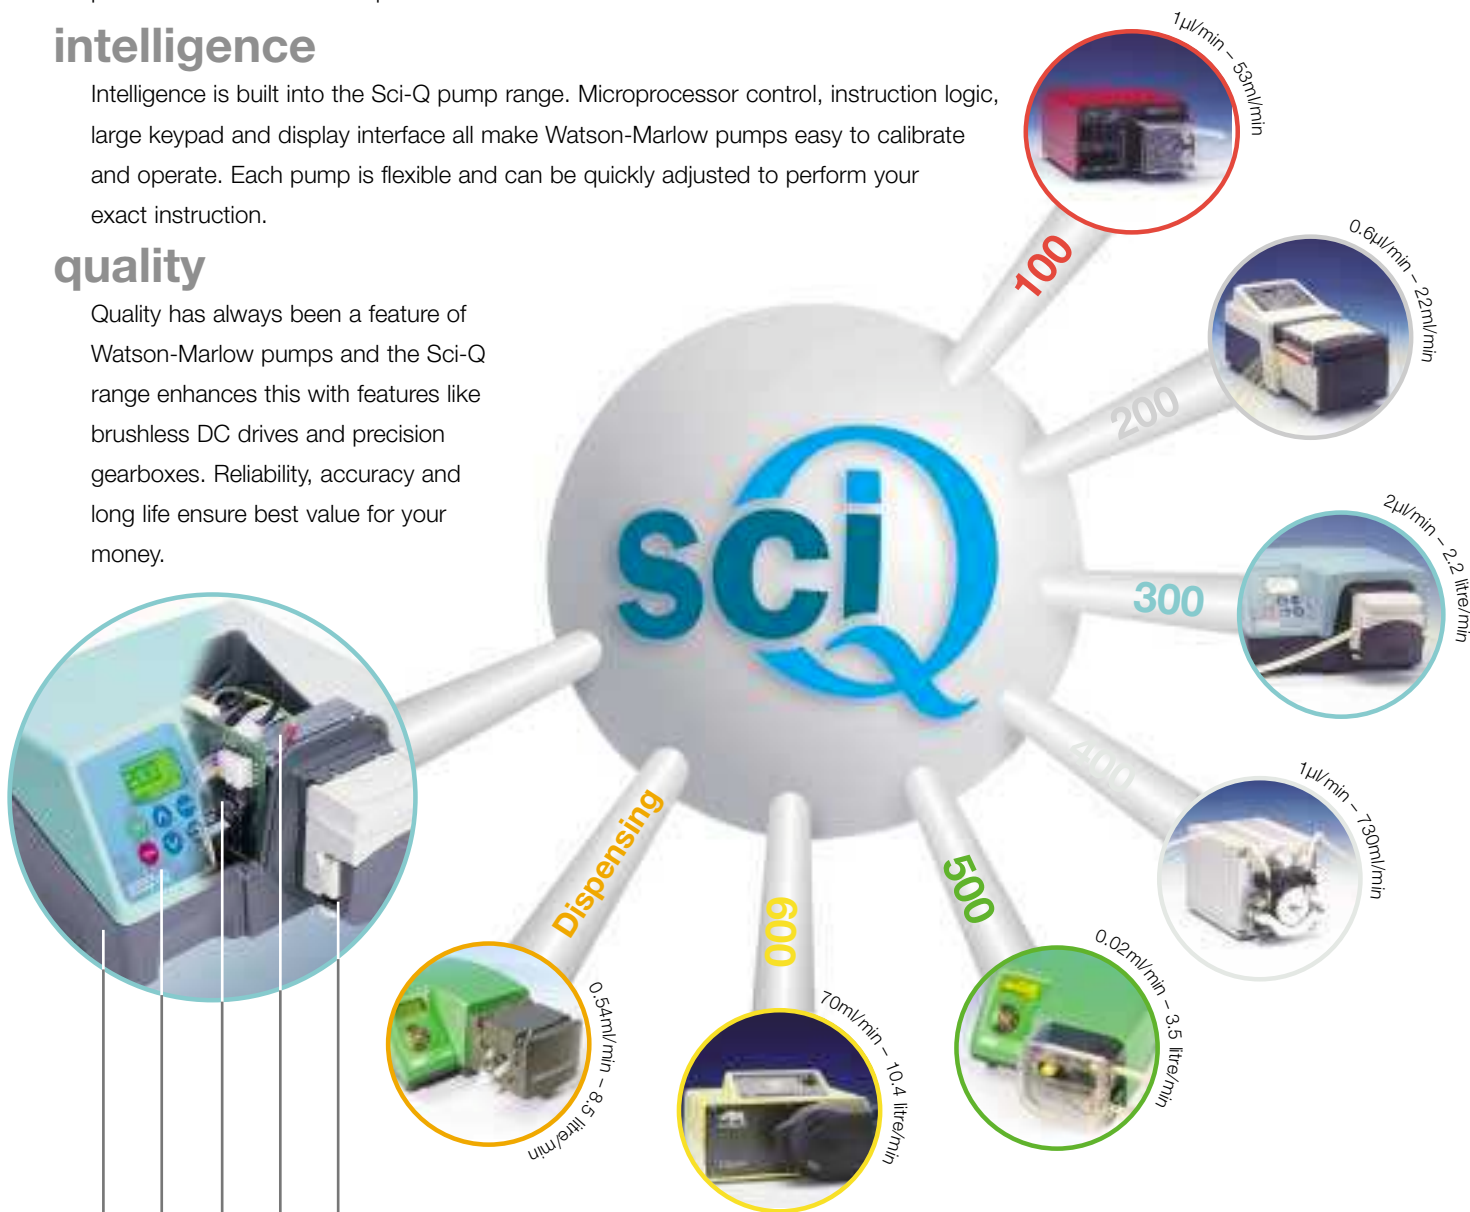 intelligence
Intelligence is built into the Sci-Q pump range. Microprocessor control, instruction logic,
large keypad and display interface all make Watson-Marlow pumps easy to calibrate
and operate. Each pump is flexible and can be quickly adjusted to perform your
exact instruction.
quality
Quality has always been a feature of
Watson-Marlow pumps and the Sci-Q
range enhances this with features like
brushless DC drives and precision
gearboxes. Reliability, accuracy and
long life ensure best value for your
money.
sciQ
100
1µl/min – 53ml/min
200
0.6µl/min – 22ml/min
300
2µl/min – 2.2 litre/min
400
1µl/min – 730ml/min
500
0.02ml/min – 3.5 litre/min
600
70ml/min – 10.4 litre/min
Dispensing
0.54ml/min – 8.5 litre/min